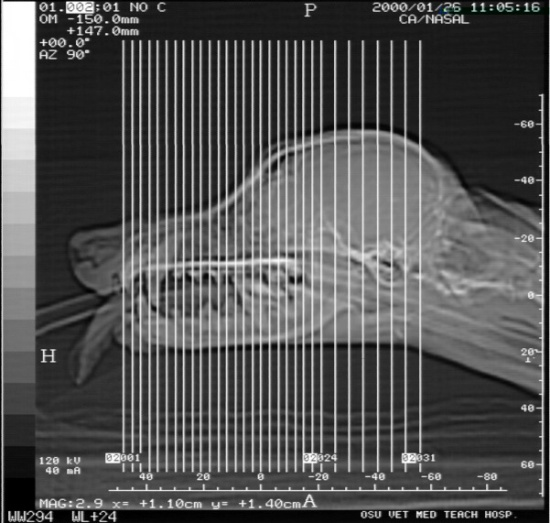 01.002:01 NO C
P
2000/01/26 11:05:16
OM -150.0mm
CA/NASAL
+147.0mm
+00.0°
AZ 90°
-60
-40
-20
0
H
20
40
120 kV
40 mA
02001
02024
02031
60
40 20 0 -20 -40 -60 -80
MAG:2.9 x= +1.10cm y= +1.40cm
A
WW294 WL+24
OSU VET MED TEACH HOSP.